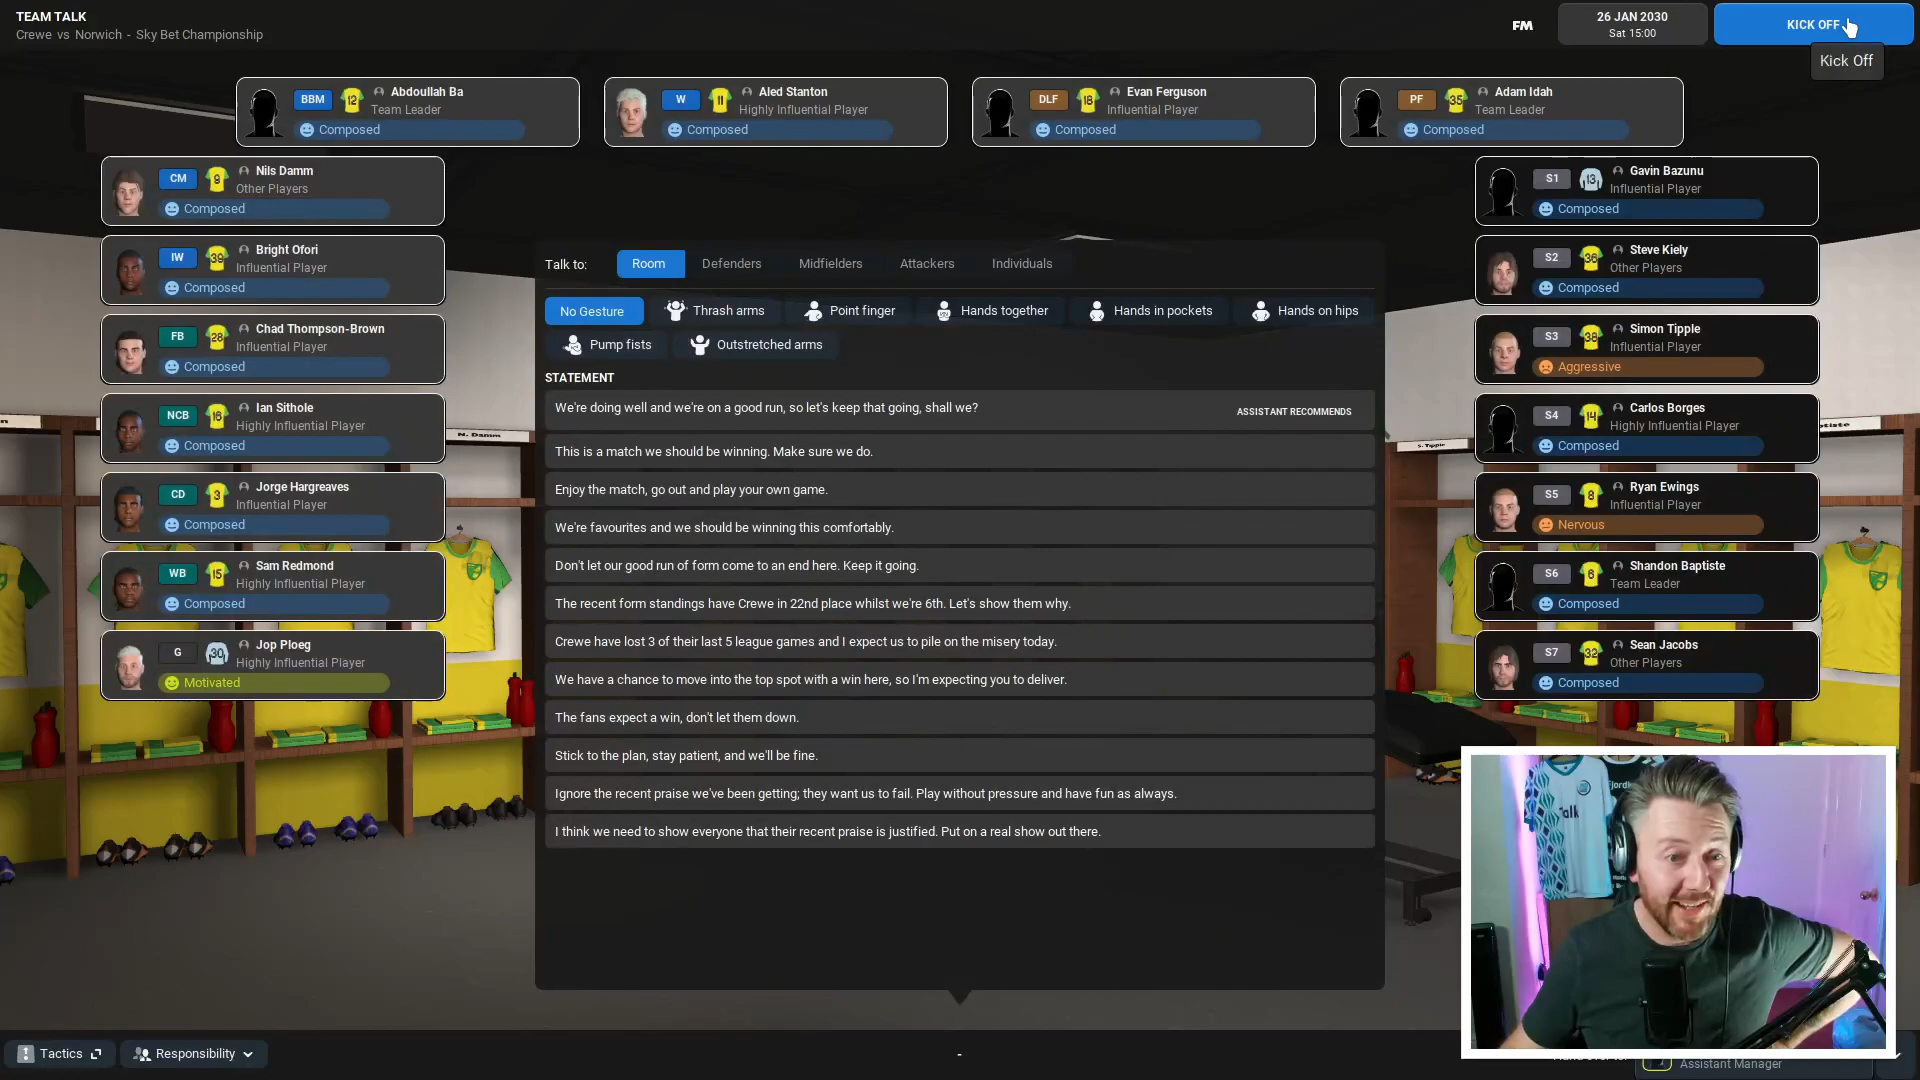 TEAM TALK
Crewe vs Norwich - Sky Bet Championship
FM
26 JAN 2030
Sat 15:00
KICK OFF
Kick Off
BBM 12 Abdoullah Ba
Team Leader
Composed
W 11 Aled Stanton
Highly Influential Player
Composed
DLF 18 Evan Ferguson
Influential Player
Composed
PF 35 Adam Idah
Team Leader
Composed
CM 9 Nils Damm
Other Players
Composed
IW 39 Bright Ofori
Influential Player
Composed
FB 28 Chad Thompson-Brown
Influential Player
Composed
NCB 16 Ian Sithole
Highly Influential Player
Composed
CD 3 Jorge Hargreaves
Influential Player
Composed
WB 15 Sam Redmond
Highly Influential Player
Composed
G 30 Jop Ploeg
Highly Influential Player
Motivated
N. Damm
Talk to: Room Defenders Midfielders Attackers Individuals
No Gesture Thrash arms Point finger Hands together Hands in pockets Hands on hips
Pump fists Outstretched arms
STATEMENT
We're doing well and we're on a good run, so let's keep that going, shall we? ASSISTANT RECOMMENDS
This is a match we should be winning. Make sure we do.
Enjoy the match, go out and play your own game.
We're favourites and we should be winning this comfortably.
Don't let our good run of form come to an end here. Keep it going.
The recent form standings have Crewe in 22nd place whilst we're 6th. Let's show them why.
Crewe have lost 3 of their last 5 league games and I expect us to pile on the misery today.
We have a chance to move into the top spot with a win here, so I'm expecting you to deliver.
The fans expect a win, don't let them down.
Stick to the plan, stay patient, and we'll be fine.
Ignore the recent praise we've been getting; they want us to fail. Play without pressure and have fun as always.
I think we need to show everyone that their recent praise is justified. Put on a real show out there.
S1 13 Gavin Bazunu
Influential Player
Composed
S2 36 Steve Kiely
Other Players
Composed
S3 38 Simon Tipple
Influential Player
Aggressive
S4 14 Carlos Borges
Highly Influential Player
Composed
S5 8 Ryan Ewings
Influential Player
Nervous
S6 6 Shandon Baptiste
Team Leader
Composed
S7 32 Sean Jacobs
Other Players
Composed
S. Tipple
ptiste
Talk
Tactics
Responsibility
-
Assistant Manager